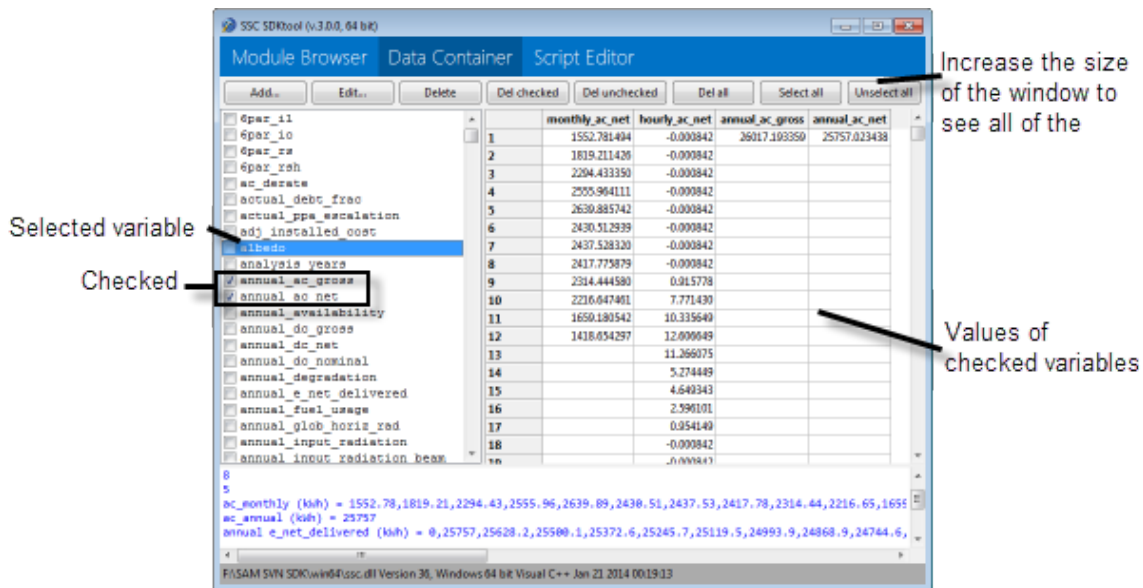 SSC SDKtool (v.3.0.0, 64 bit)
Module Browser Data Container Script Editor
Add... Edit... Delete Del checked Del unchecked Del all Select all Unselect all
Increase the size
of the window to
see all of the
monthly_ac_net hourly_ac_net annual_ac_gross annual_ac_net
1 1552.781494 -0.000842 26017.193359 25757.023438
2 1819.211426 -0.000842
3 2294.433350 -0.000842
4 2555.964111 -0.000842
5 2639.885742 -0.000842
6 2430.512939 -0.000842
7 2437.528320 -0.000842
8 2417.775879 -0.000842
9 2314.444580 0.915778
10 2216.647461 7.771430
11 1659.180542 10.335649
12 1418.654297 12.606649
13 11.266075
14 5.274449
15 4.649343
16 2.596101
17 0.954149
18 -0.000842
19 -0.000842
6par_il
6par_io
6par_rs
6par_rsh
ac_derate
actual_debt_frac
actual_ppa_escalation
adj_installed_cost
albedo
analysis_years
annual_ac_gross
annual_ac_net
annual_availability
annual_dc_gross
annual_dc_net
annual_dc_nominal
annual_degradation
annual_e_net_delivered
annual_fuel_usage
annual_glob_horiz_rad
annual_input_radiation
annual_input_radiation_beam
Selected variable
Checked
Values of
checked variables
8
5
ac_monthly (kWh) = 1552.78,1819.21,2294.43,2555.96,2639.89,2430.51,2437.53,2417.78,2314.44,2216.65,1659
ac_annual (kWh) = 25757
annual e_net_delivered (kWh) = 0,25757,25628.2,25500.1,25372.6,25245.7,25119.5,24993.9,24868.9,24744.6,
F:\SAM SVN SDK\win64\ssc.dll Version 36, Windows 64 bit Visual C++ Jan 21 2014 00:19:13